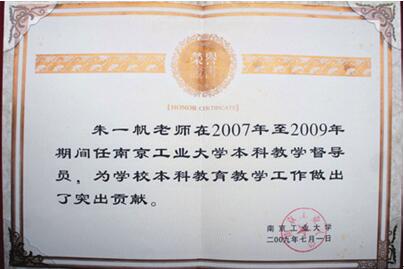 荣誉
[HONOR CERTIFICATE]
朱一帆老师在2007年至2009年
期间任南京工业大学本科教学督导
员，为学校本科教育教学工作做出
了突出贡献。
南京工业大学
二00九年七月一日